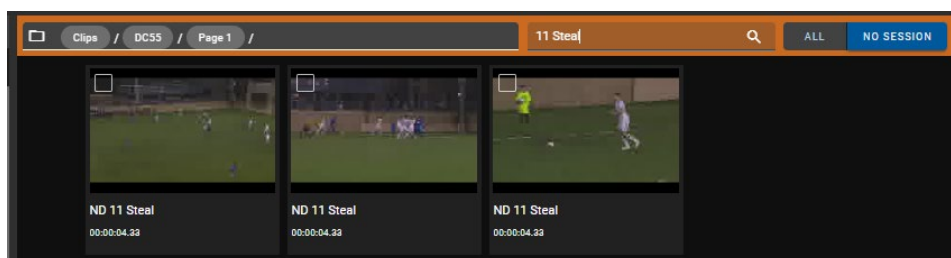 Clips / DC55 / Page 1 / 11 Steal ALL NO SESSION
ND 11 Steal ND 11 Steal ND 11 Steal
00:00:04.33 00:00:04.33 00:00:04.33